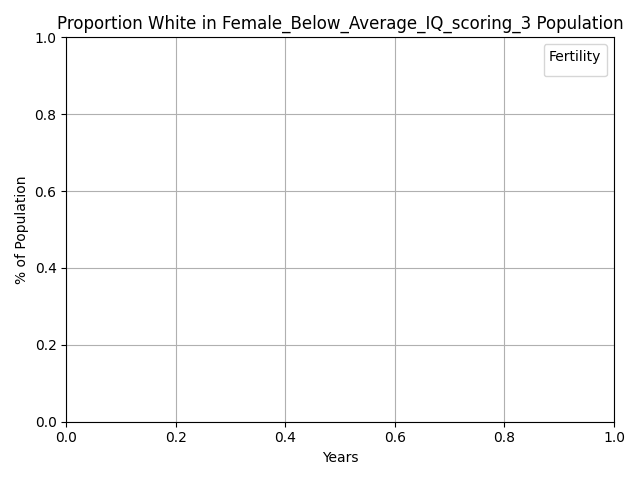 Proportion White in Female_Below_Average_IQ_scoring_3 Population
Fertility
% of Population
1.0
0.8
0.6
0.4
0.2
0.0
0.0 0.2 0.4 0.6 0.8 1.0
Years